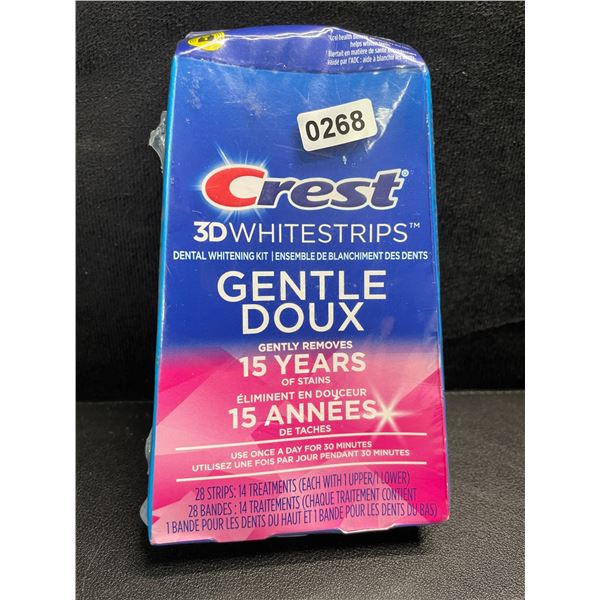 helps
0268
Crest
3DWHITESTRIPS™
DENTAL WHITENING KIT | ENSEMBLE DE BLANCHIMENT DES DENTS
GENTLE
DOUX
GENTLY REMOVES
15 YEARS
OF STAINS
ÉLIMINENT EN DOUCEUR
15 ANNÉES
DE TACHES
USE ONCE A DAY FOR 30 MINUTES
UTILISEZ UNE FOIS PAR JOUR PENDANT 30 MINUTES
28 STRIPS: 14 TREATMENTS (EACH WITH 1 UPPER/1 LOWER)
28 BANDES : 14 TRAITEMENTS (CHAQUE TRAITEMENT CONTIENT
1 BANDE POUR LES DENTS DU HAUT ET 1 BANDE POUR LES DENTS DU BAS)